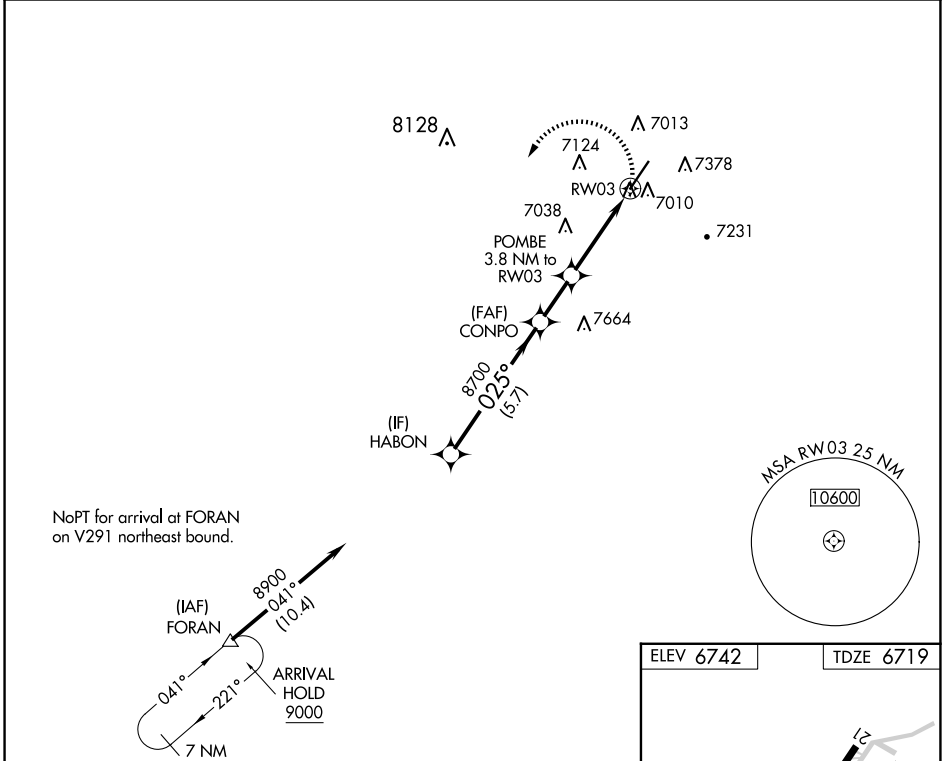 8128
7013
7124
7378
RW03
7010
7038
7231
POMBE
3.8 NM to
RW03
(FAF)
CONPO
7664
8700
025°
(5.7)
(IF)
HABON
MSA RW03 25 NM
10600
NoPT for arrival at FORAN
on V291 northeast bound.
8900
041°
(10.4)
(IAF)
FORAN
041°
221°
ARRIVAL
HOLD
9000
7 NM
ELEV 6742
TDZE 6719
21